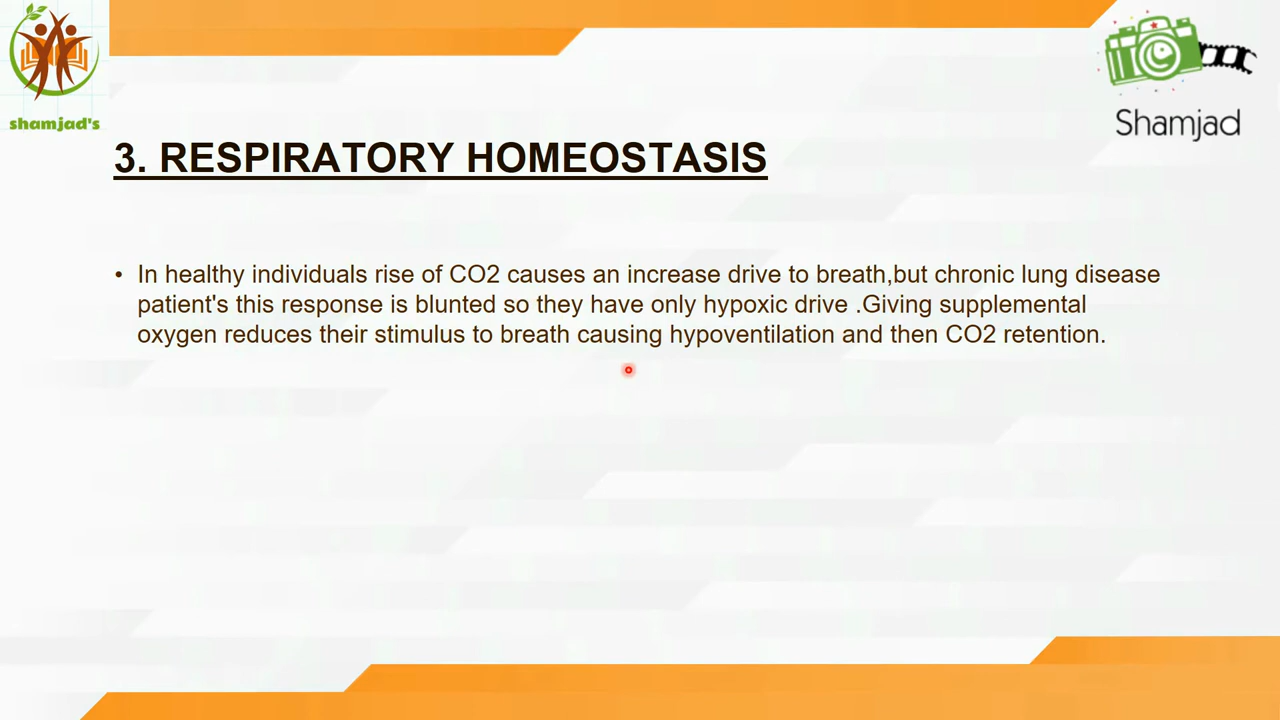 shamjad's
Shamjad
3. RESPIRATORY HOMEOSTASIS
• In healthy individuals rise of CO2 causes an increase drive to breath,but chronic lung disease
patient's this response is blunted so they have only hypoxic drive .Giving supplemental
oxygen reduces their stimulus to breath causing hypoventilation and then CO2 retention.